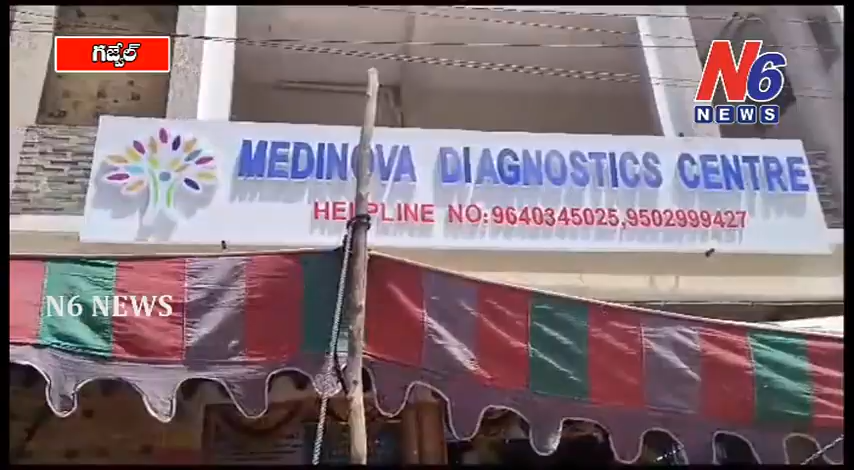 గజ్వేల్
N6
NEWS
MEDINOVA DIAGNOSTICS CENTRE
HELPLINE NO:9640345025,9502999427
N6 NEWS